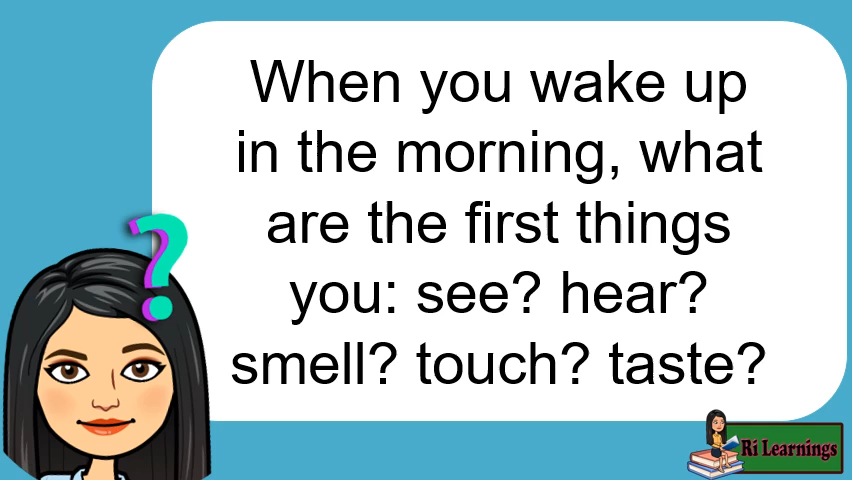 When you wake up
in the morning, what
are the first things
you: see? hear?
smell? touch? taste?
?
Ri Learnings